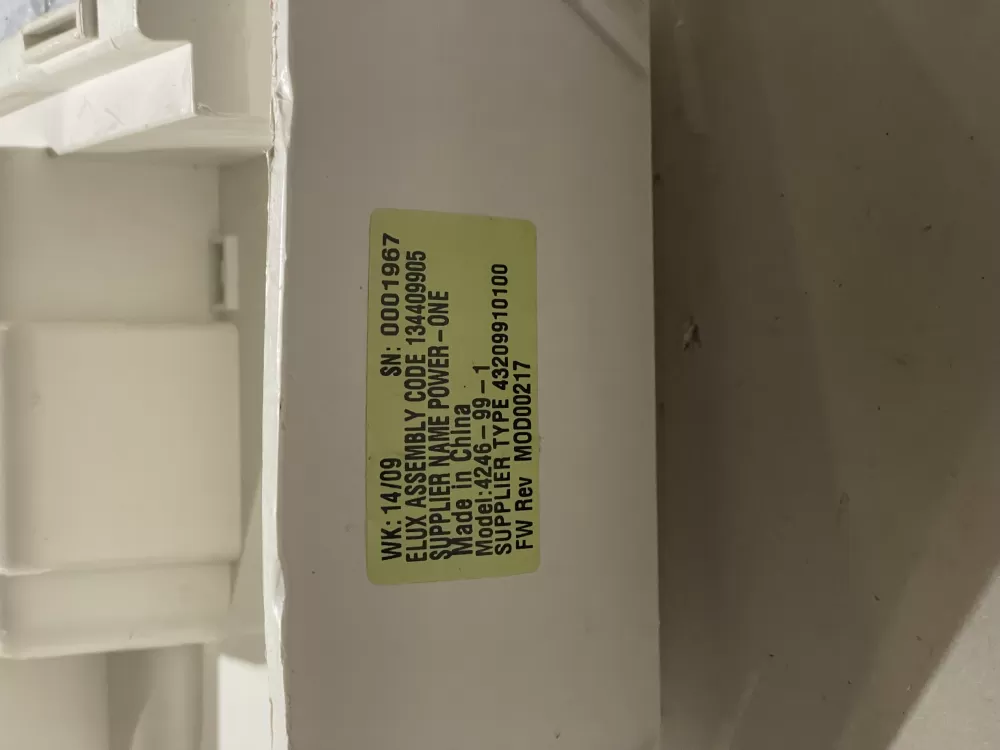 WK: 14/09 SN: 0001967
ELUX ASSEMBLY CODE 134409905
SUPPLIER NAME POWER-ONE
Made in China
Model:4246-99-1
SUPPLIER TYPE 43209910100
FW Rev MOD00217